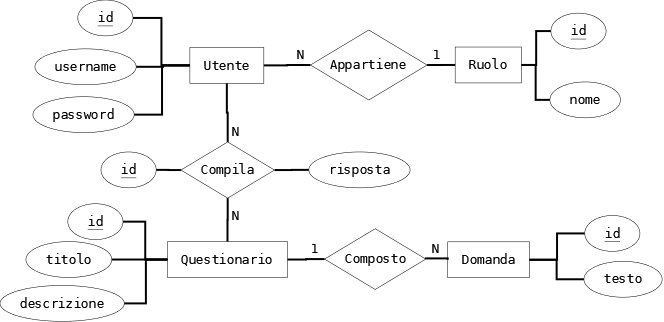 id
username
password
Utente
N
Appartiene
1
Ruolo
id
nome
N
id
Compila
risposta
N
id
titolo
descrizione
Questionario
1
Composto
N
Domanda
id
testo